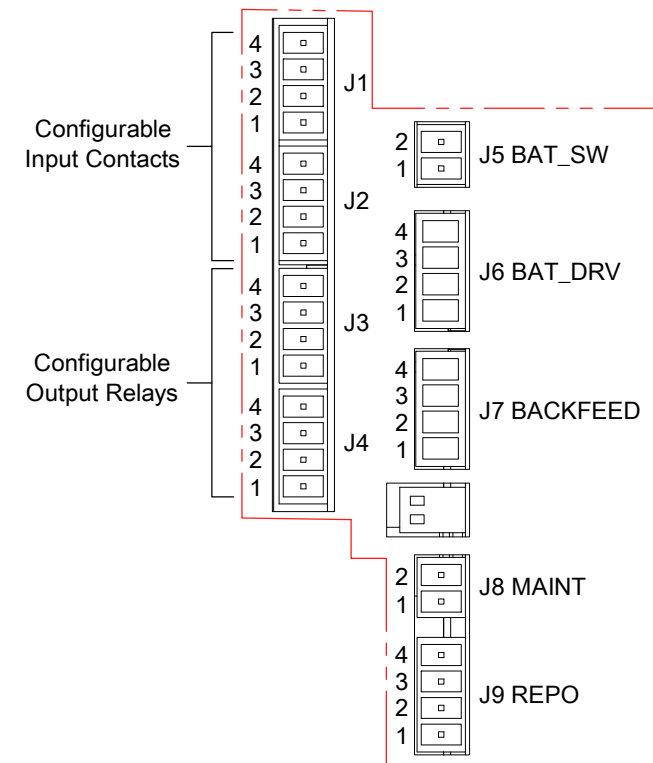 Configurable
Input Contacts
4
3
2
1
J1
4
3
2
1
J2
Configurable
Output Relays
4
3
2
1
J3
4
3
2
1
J4
2
1
J5 BAT_SW
4
3
2
1
J6 BAT_DRV
4
3
2
1
J7 BACKFEED
2
1
J8 MAINT
4
3
2
1
J9 REPO